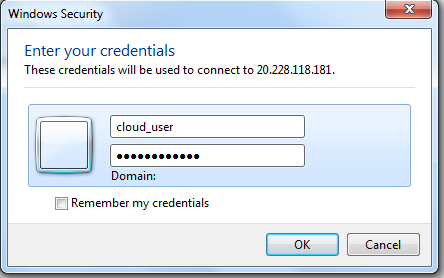 Windows Security
Enter your credentials
These credentials will be used to connect to 20.228.118.181.
cloud_user
●●●●●●●●●●●●
Domain:
Remember my credentials
OK
Cancel